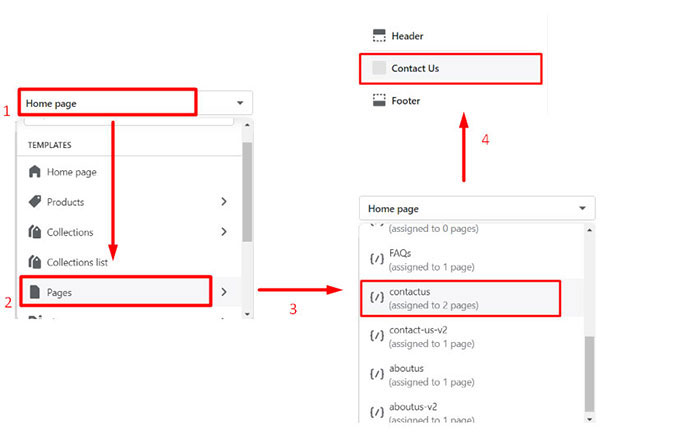 1
Home page
TEMPLATES
Home page
Products
Collections
Collections list
2
Pages
3
Header
Contact Us
Footer
4
Home page
(assigned to 0 pages)
FAQs
(assigned to 1 page)
contactus
(assigned to 2 pages)
contact-us-v2
(assigned to 1 page)
aboutus
(assigned to 1 page)
aboutus-v2
(assigned to 1 page)